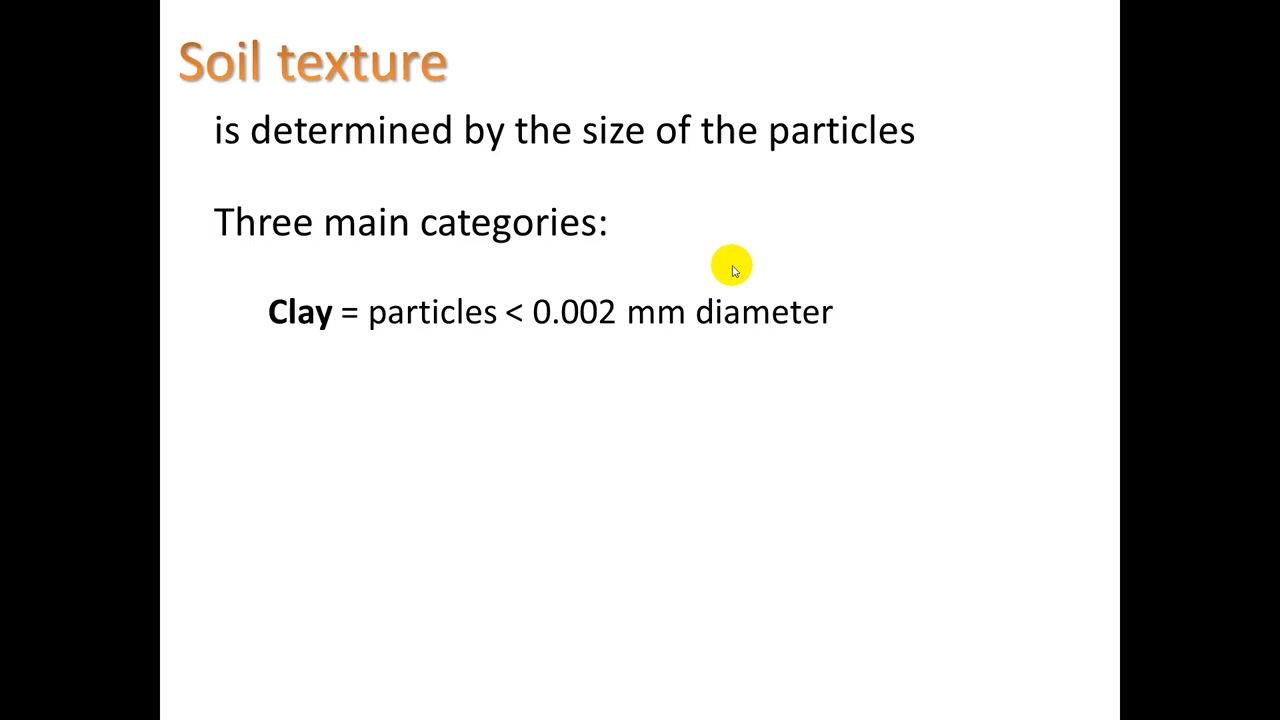 Soil texture
is determined by the size of the particles
Three main categories:
Clay = particles < 0.002 mm diameter